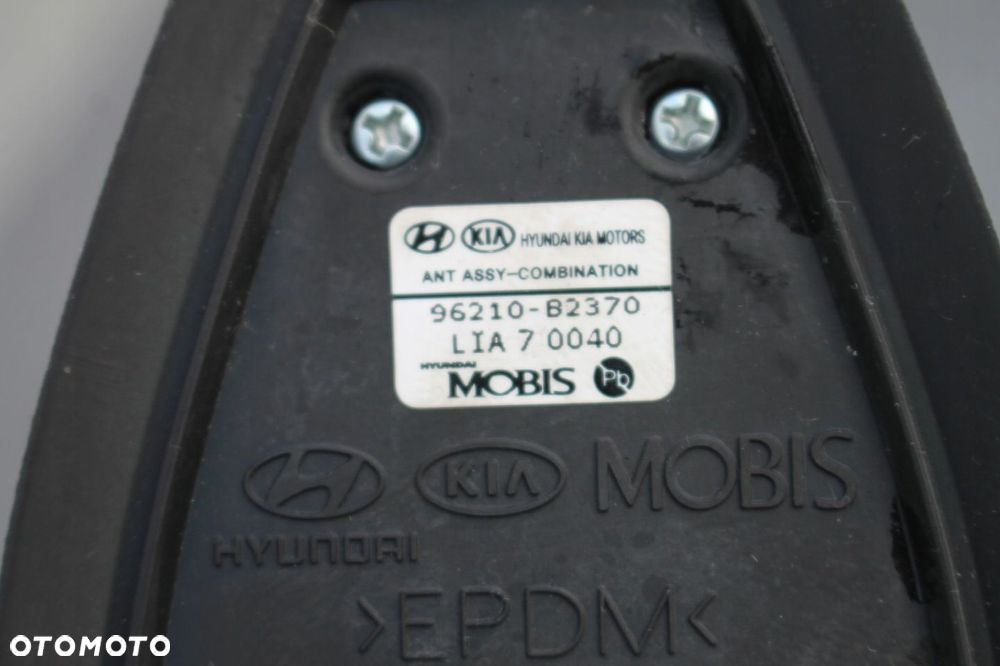 KIA HYUNDAI KIA MOTORS
ANT ASSY-COMBINATION
96210-B2370
LIA 7 0040
HYUNDAI
MOBIS Pb
KIA MOBIS
HYUNDAI
>EPDM<
OTOMOTO